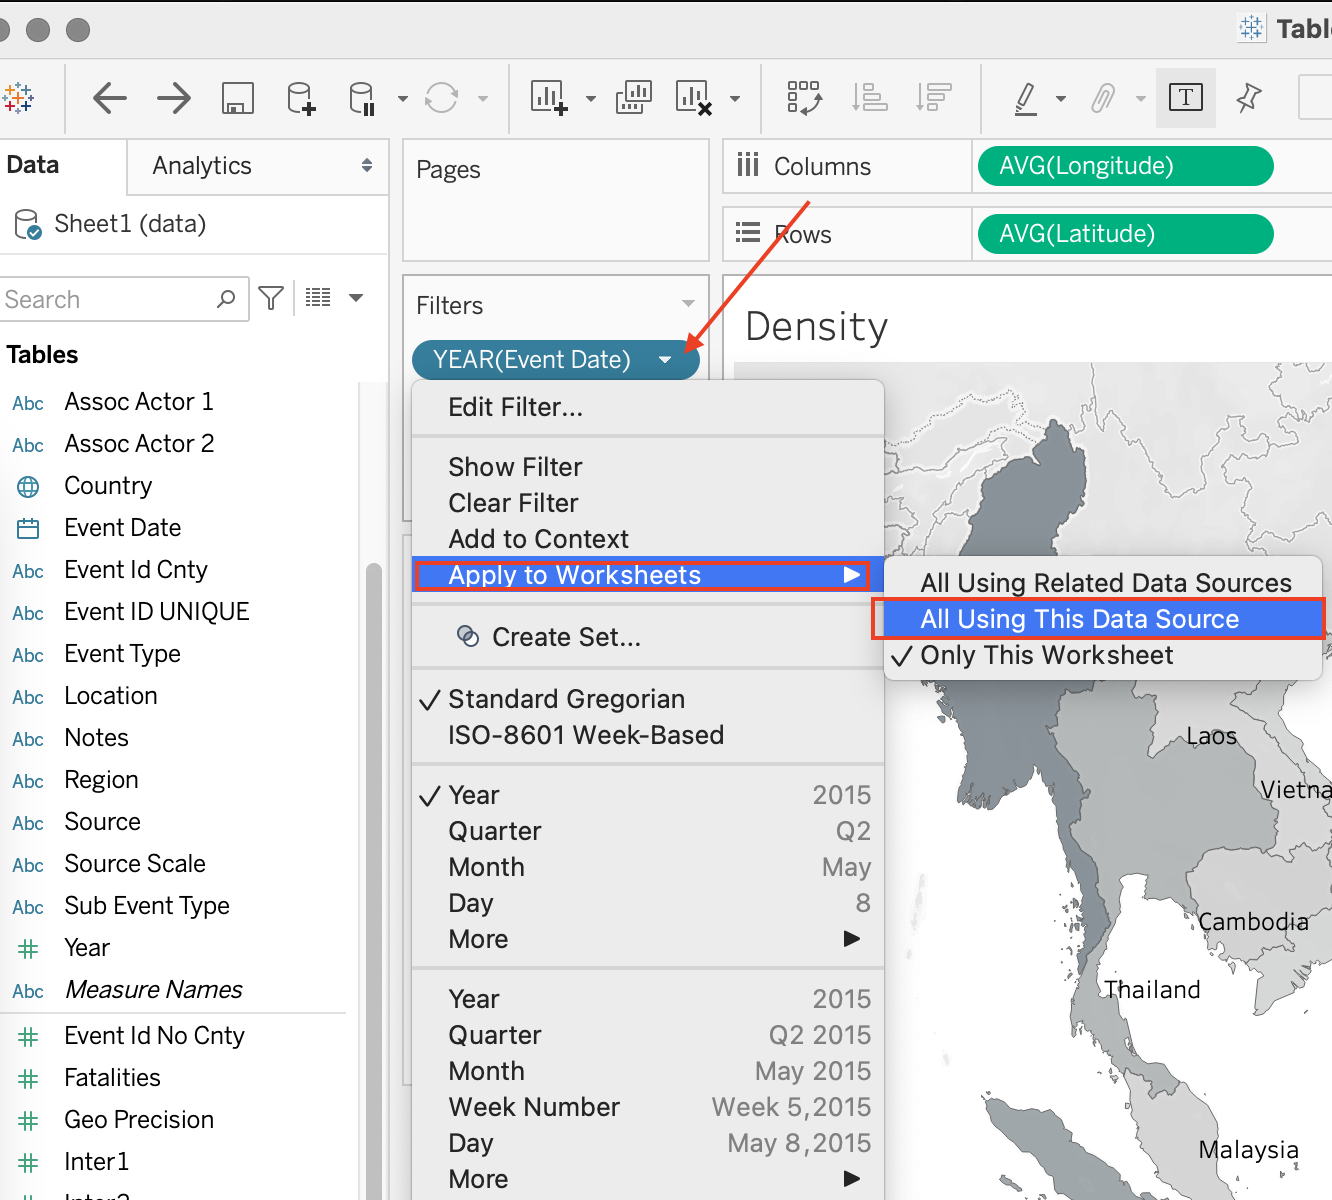 Tabl
Data
Analytics
Sheet1 (data)
Search
Tables
Abc Assoc Actor 1
Abc Assoc Actor 2
Country
Event Date
Abc Event Id Cnty
Abc Event ID UNIQUE
Abc Event Type
Abc Location
Abc Notes
Abc Region
Abc Source
Abc Source Scale
Abc Sub Event Type
# Year
Abc Measure Names
# Event Id No Cnty
# Fatalities
# Geo Precision
# Inter1
Pages
Columns
AVG(Longitude)
Rows
AVG(Latitude)
Filters
YEAR(Event Date)
Density
Edit Filter...
Show Filter
Clear Filter
Add to Context
Apply to Worksheets
Create Set...
✓ Standard Gregorian
ISO-8601 Week-Based
✓ Year 2015
Quarter Q2
Month May
Day 8
More
Year 2015
Quarter Q2 2015
Month May 2015
Week Number Week 5,2015
Day May 8,2015
More
All Using Related Data Sources
All Using This Data Source
✓ Only This Worksheet
Laos
Vietna
Cambodia
Thailand
Malaysia